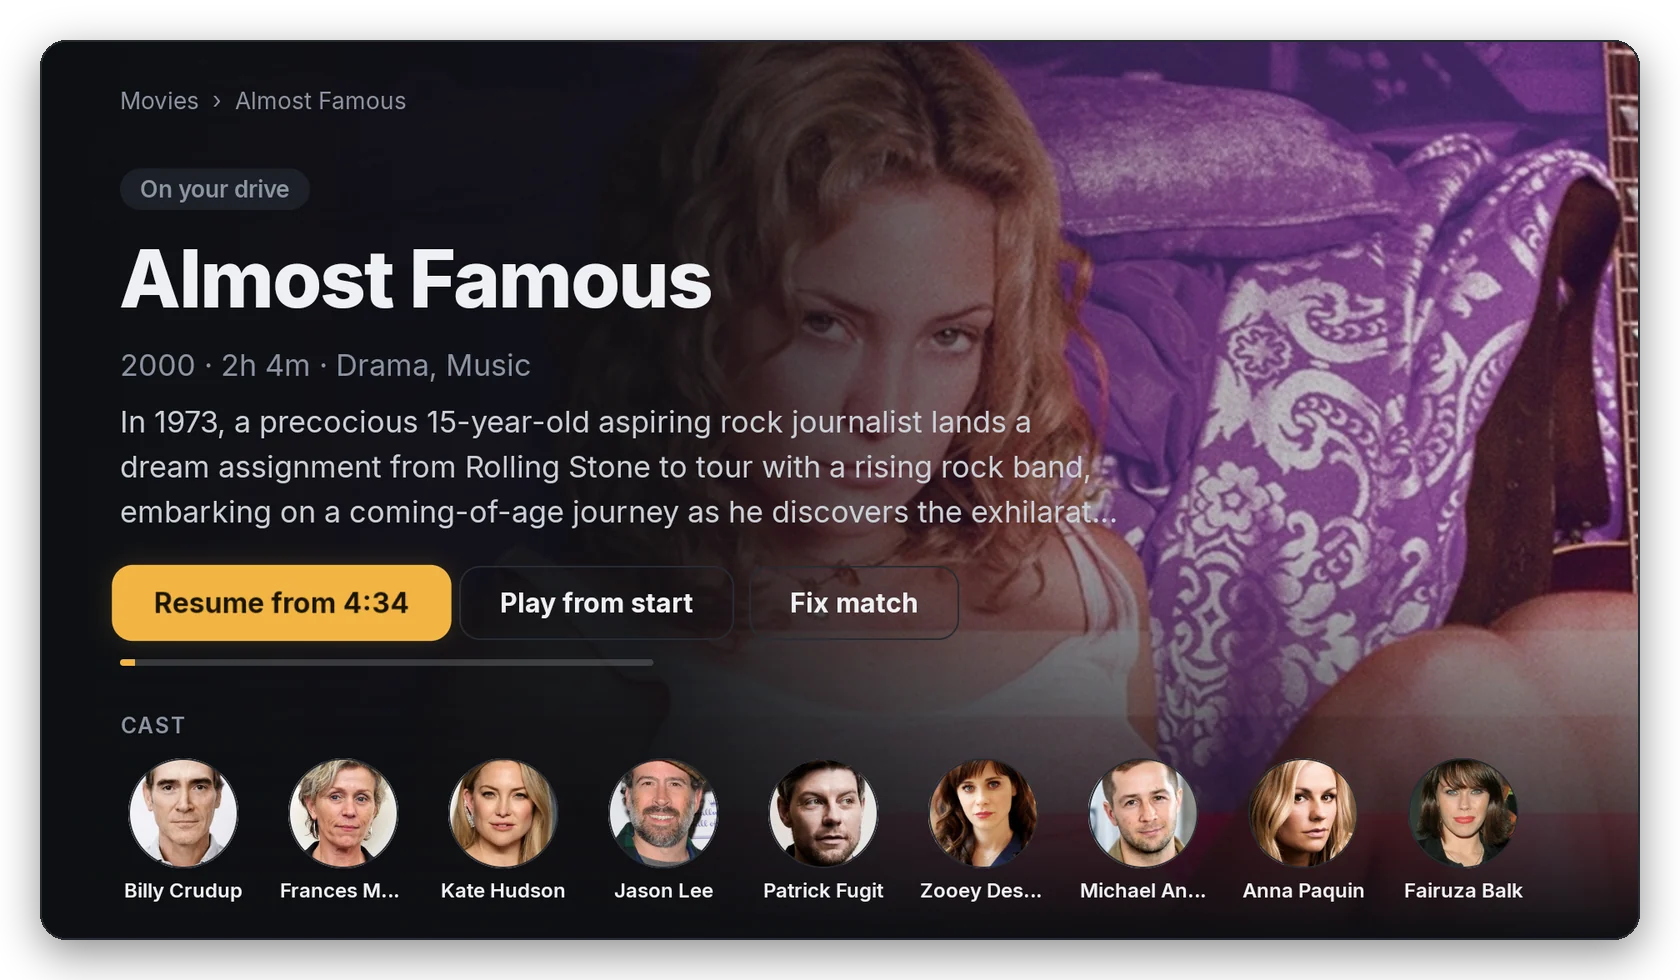 Movies › Almost Famous
On your drive
Almost Famous
2000 · 2h 4m · Drama, Music
In 1973, a precocious 15-year-old aspiring rock journalist lands a
dream assignment from Rolling Stone to tour with a rising rock band,
embarking on a coming-of-age journey as he discovers the exhilarat...
Resume from 4:34 Play from start Fix match
CAST
Billy Crudup Frances M... Kate Hudson Jason Lee Patrick Fugit Zooey Des... Michael An... Anna Paquin Fairuza Balk